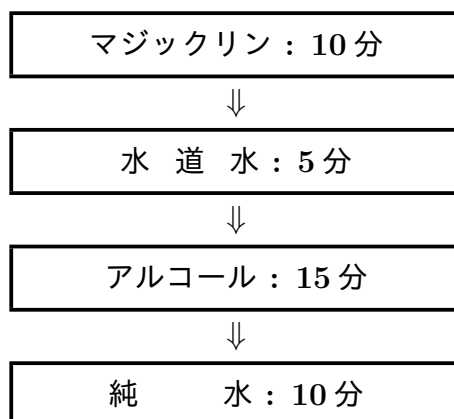 マジックリン : 10 分
⇓
水 道 水 : 5 分
⇓
アルコール : 15 分
⇓
純 水 : 10 分